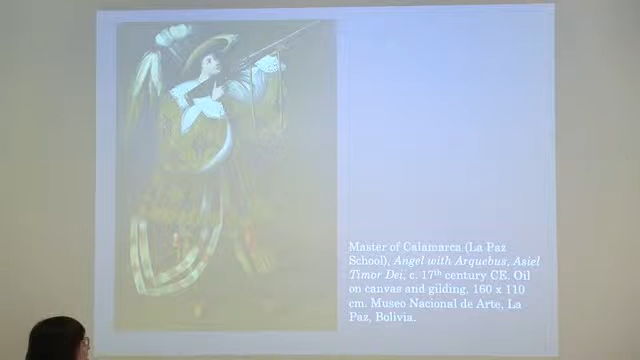 Master of Calamarca (La Paz
School), Angel with Arquebus, Asiel
Timor Dei, c. 17th century CE. Oil
on canvas and gilding, 160 x 110
cm. Museo Nacional de Arte, La
Paz, Bolivia.